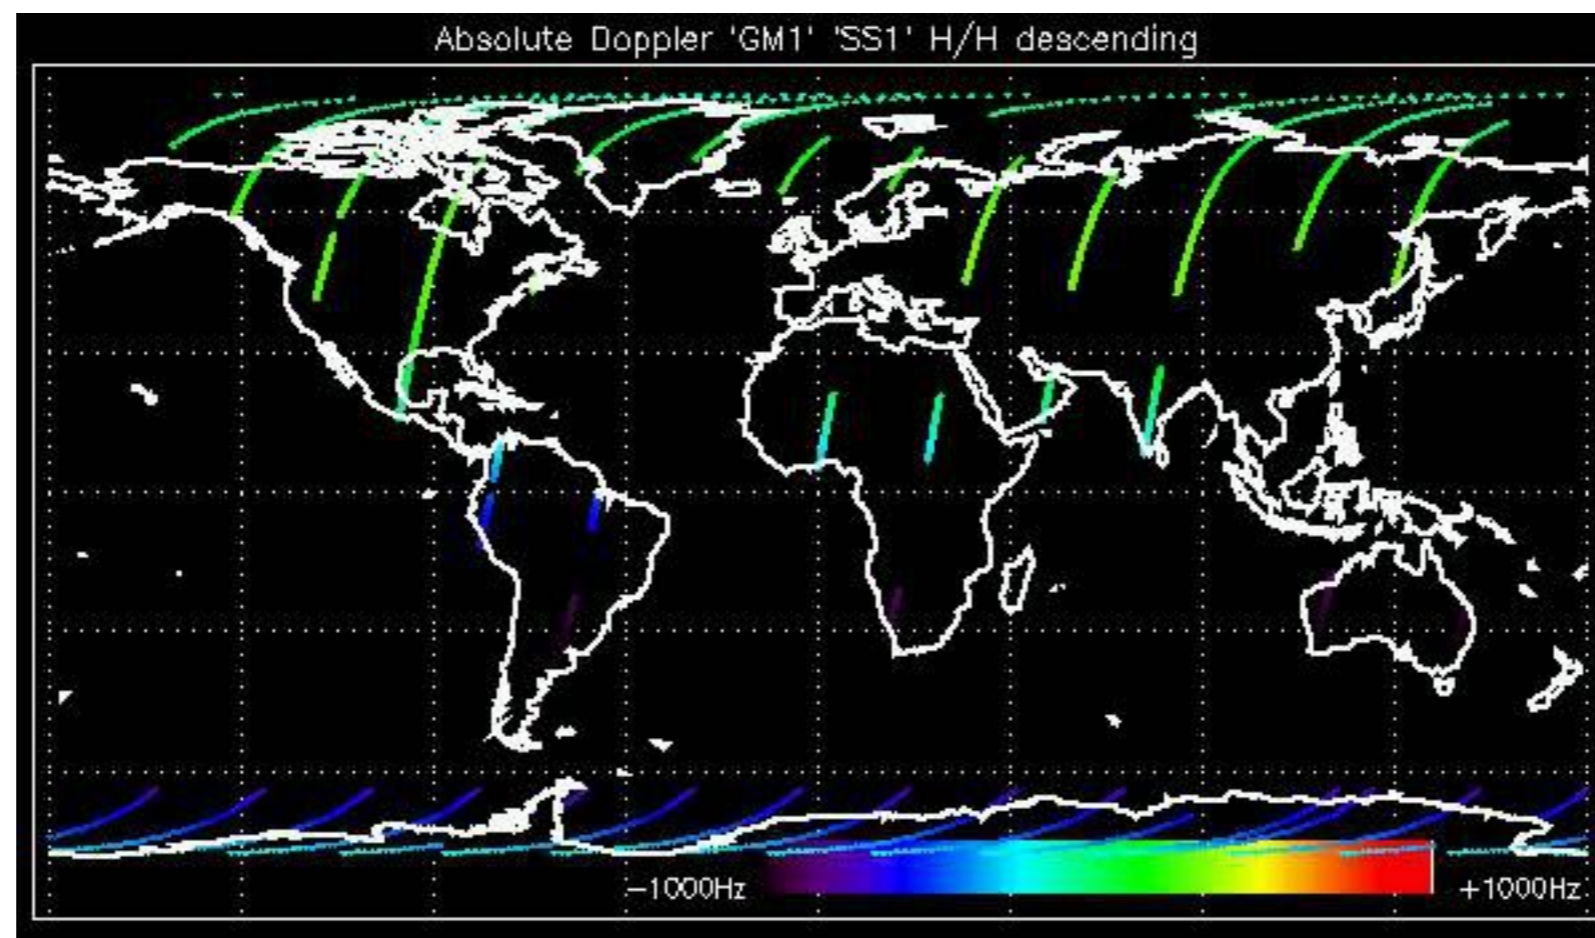 Absolute Doppler 'GM1' 'SS1' H/H descending
−1000Hz +1000Hz